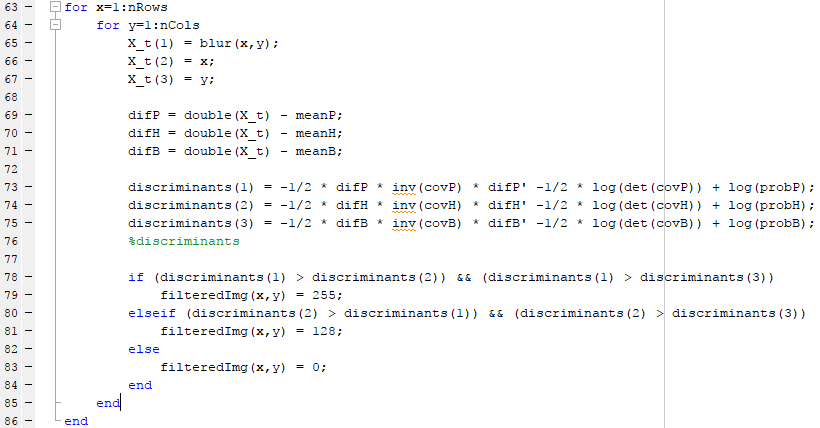 63 – for x=1:nRows
64 –     for y=1:nCols
65 –         X_t(1) = blur(x,y);
66 –         X_t(2) = x;
67 –         X_t(3) = y;
68
69 –         difP = double(X_t) - meanP;
70 –         difH = double(X_t) - meanH;
71 –         difB = double(X_t) - meanB;
72
73 –         discriminants(1) = -1/2 * difP * inv(covP) * difP' -1/2 * log(det(covP)) + log(probP);
74 –         discriminants(2) = -1/2 * difH * inv(covH) * difH' -1/2 * log(det(covH)) + log(probH);
75 –         discriminants(3) = -1/2 * difB * inv(covB) * difB' -1/2 * log(det(covB)) + log(probB);
76         %discriminants
77
78 –         if (discriminants(1) > discriminants(2)) && (discriminants(1) > discriminants(3))
79 –             filteredImg(x,y) = 255;
80 –         elseif (discriminants(2) > discriminants(1)) && (discriminants(2) > discriminants(3))
81 –             filteredImg(x,y) = 128;
82 –         else
83 –             filteredImg(x,y) = 0;
84 –         end
85 –     end
86 – end